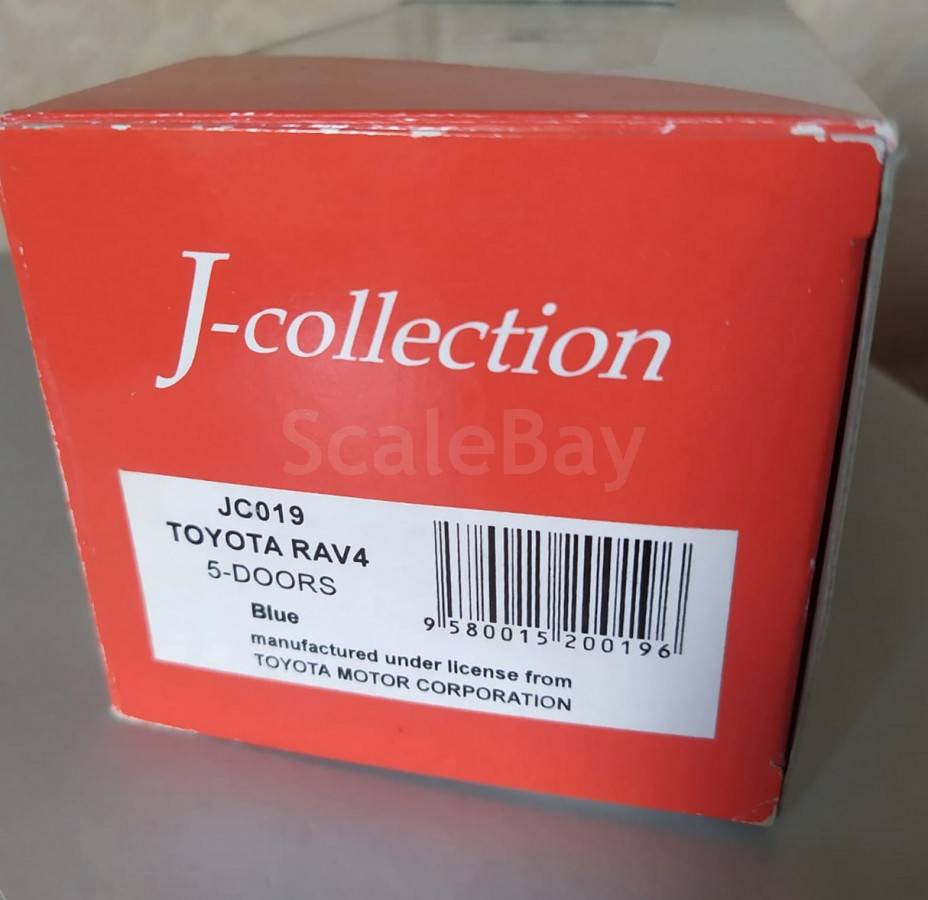 J-collection
ScaleBay
JC019
TOYOTA RAV4
5-DOORS
Blue
9 580015 200196
manufactured under license from
TOYOTA MOTOR CORPORATION